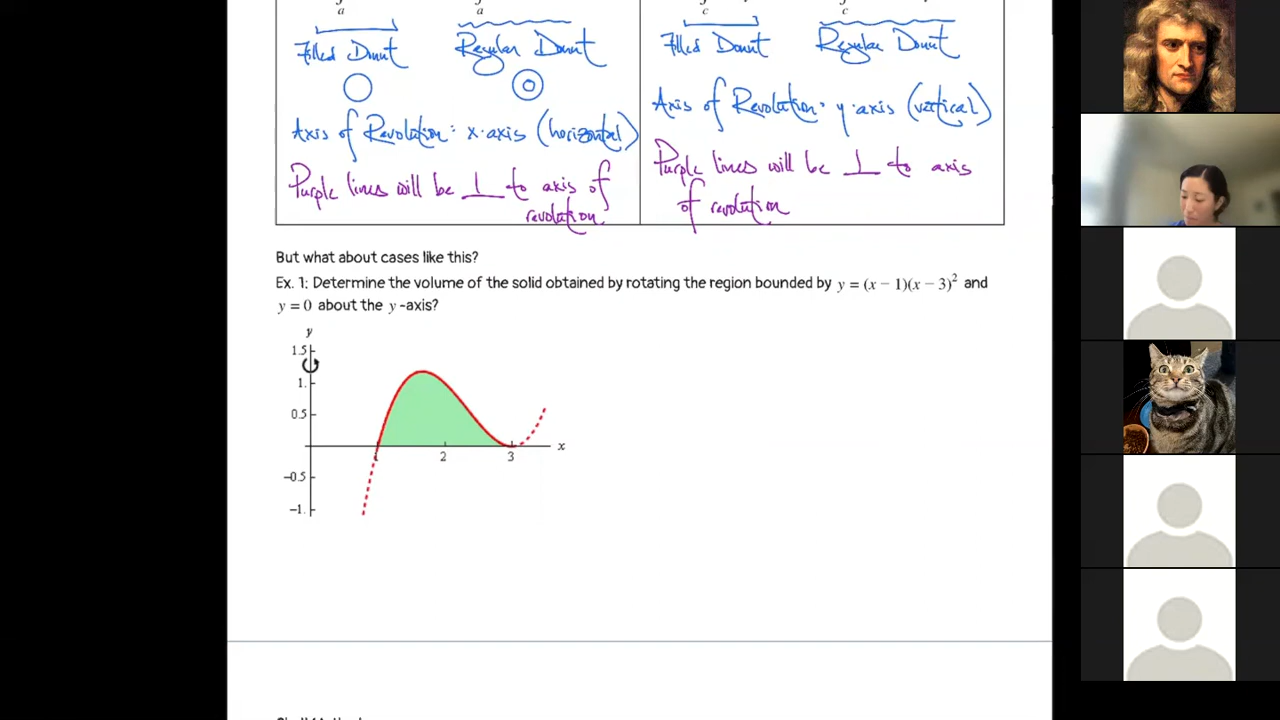 a
a
c
c
Filled Donut
Regular Donut
Filled Donut
Regular Donut
Axis of Revolution: x-axis (horizontal)
Purple lines will be ⊥ to axis of
revolution.
Axis of Revolution: y-axis (vertical)
Purple lines will be ⊥ to axis
of revolution
But what about cases like this?
Ex. 1: Determine the volume of the solid obtained by rotating the region bounded by y = (x − 1)(x − 3)² and
y = 0 about the y -axis?
y
1.5
1.
0.5
1 2 3 x
−0.5
−1.